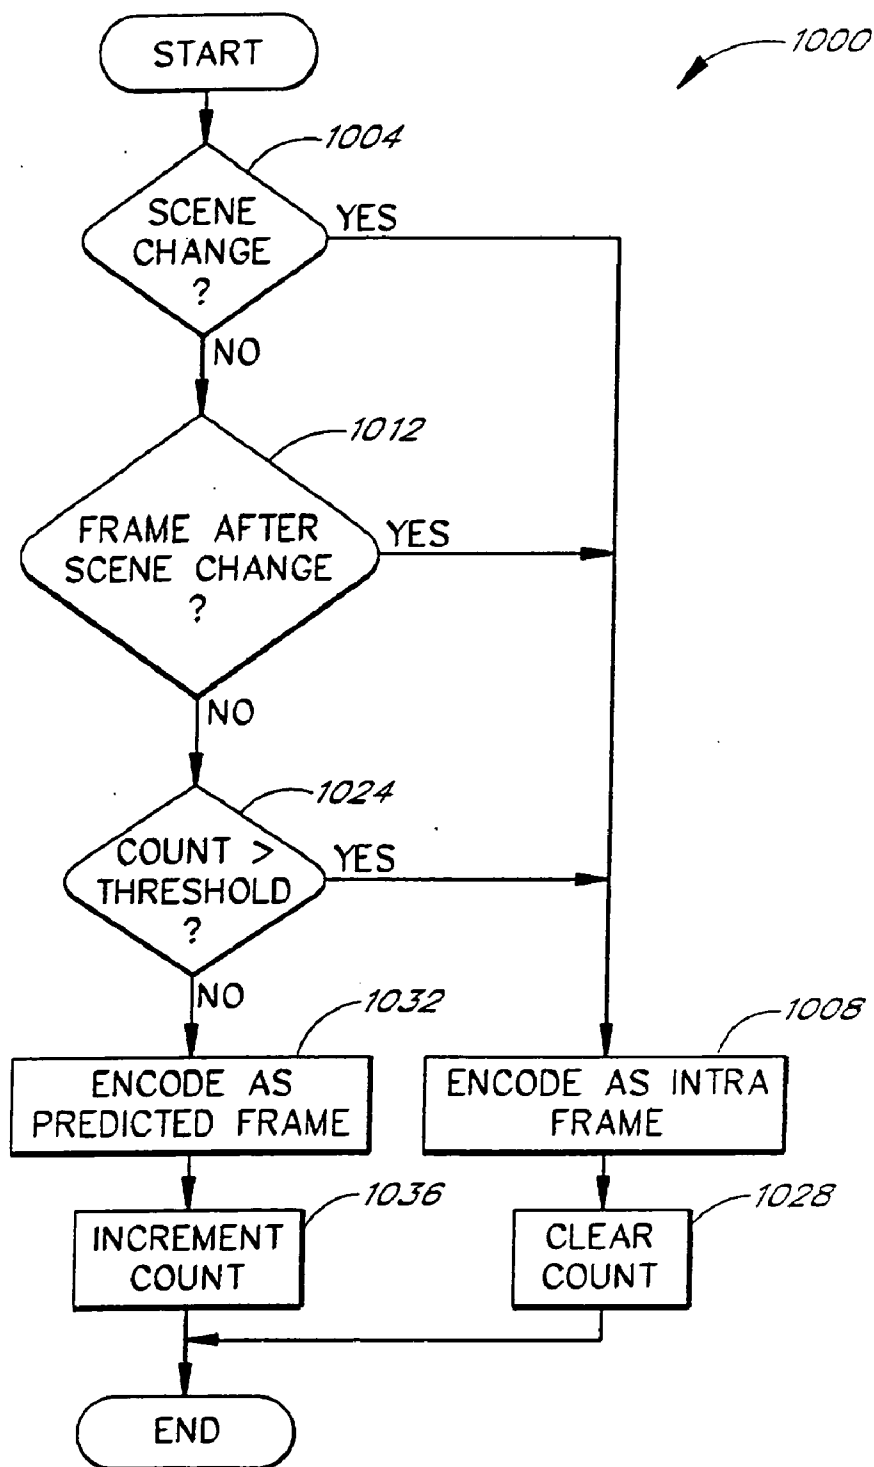 START
1000
1004
SCENE
CHANGE
?
YES
NO
1012
FRAME AFTER
SCENE CHANGE
?
YES
NO
1024
COUNT >
THRESHOLD
?
YES
NO
1032
ENCODE AS
PREDICTED FRAME
1008
ENCODE AS INTRA
FRAME
1036
INCREMENT
COUNT
1028
CLEAR
COUNT
END